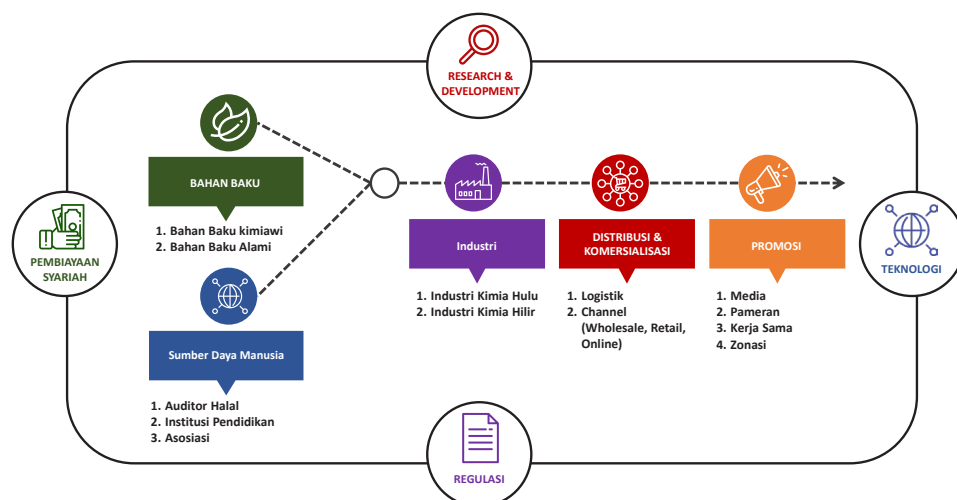 RESEARCH &
DEVELOPMENT
BAHAN BAKU
1. Bahan Baku kimiawi
2. Bahan Baku Alami
PEMBIAYAAN
SYARIAH
Sumber Daya Manusia
1. Auditor Halal
2. Institusi Pendidikan
3. Asosiasi
Industri
1. Industri Kimia Hulu
2. Industri Kimia Hilir
DISTRIBUSI &
KOMERSIALISASI
1. Logistik
2. Channel
(Wholesale, Retail,
Online)
PROMOSI
1. Media
2. Pameran
3. Kerja Sama
4. Zonasi
TEKNOLOGI
REGULASI